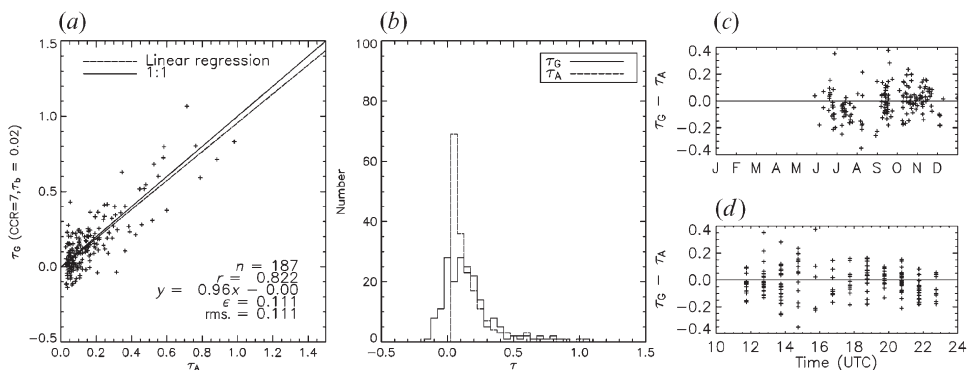 (a)
1.5
1.0
0.5
0.0
−0.5
τG (CCR=7,τb = 0.02)
Linear regression
1:1
n = 187
r = 0.822
y = 0.96x − 0.00
ε = 0.111
rms. = 0.111
0.0 0.2 0.4 0.6 0.8 1.0 1.2 1.4
τA
(b)
100
80
60
40
20
0
Number
τG
τA
−0.5 0.0 0.5 1.0 1.5
τ
(c)
0.4
0.2
0.0
−0.2
−0.4
τG − τA
J F M A M J J A S O N D
(d)
0.4
0.2
0.0
−0.2
−0.4
τG − τA
10 12 14 16 18 20 22 24
Time (UTC)